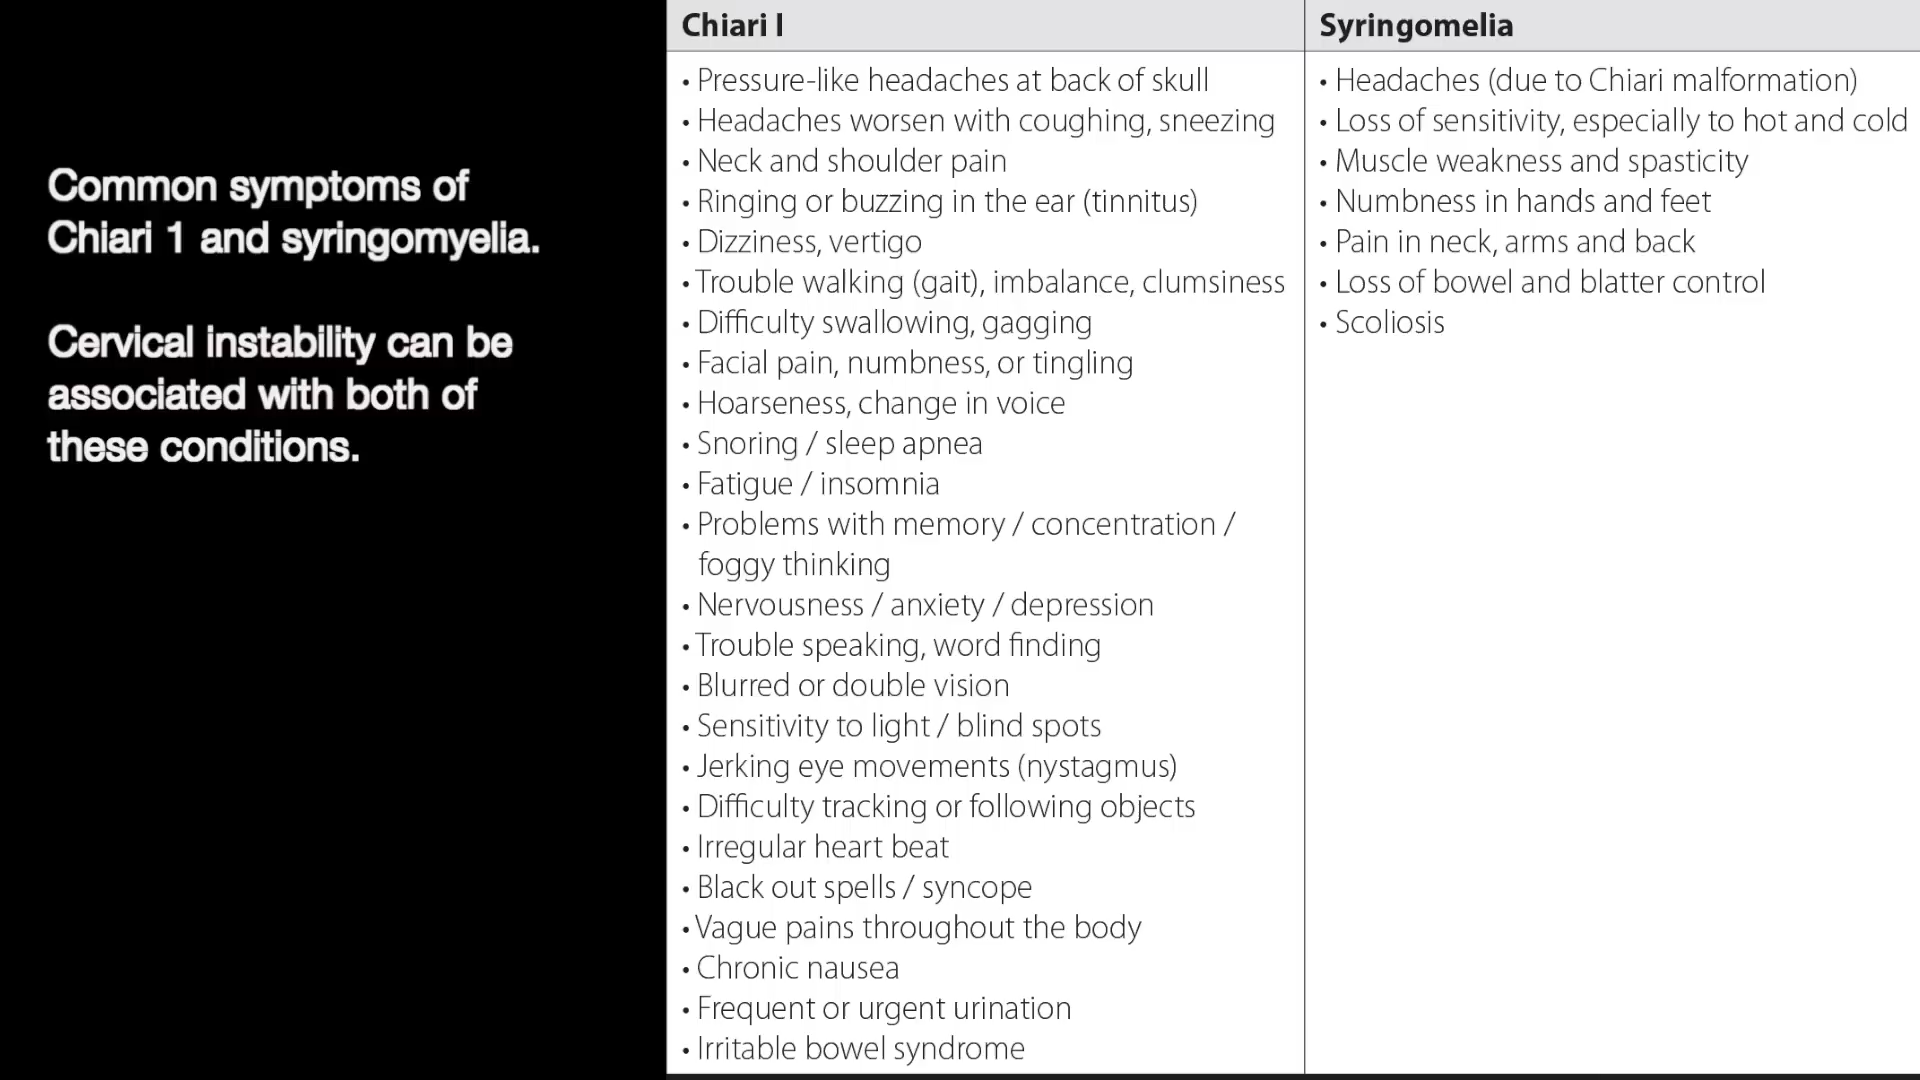 Common symptoms of
Chiari 1 and syringomyelia.
Cervical instability can be
associated with both of
these conditions.
Chiari I
• Pressure-like headaches at back of skull
• Headaches worsen with coughing, sneezing
• Neck and shoulder pain
• Ringing or buzzing in the ear (tinnitus)
• Dizziness, vertigo
• Trouble walking (gait), imbalance, clumsiness
• Difficulty swallowing, gagging
• Facial pain, numbness, or tingling
• Hoarseness, change in voice
• Snoring / sleep apnea
• Fatigue / insomnia
• Problems with memory / concentration /
foggy thinking
• Nervousness / anxiety / depression
• Trouble speaking, word finding
• Blurred or double vision
• Sensitivity to light / blind spots
• Jerking eye movements (nystagmus)
• Difficulty tracking or following objects
• Irregular heart beat
• Black out spells / syncope
• Vague pains throughout the body
• Chronic nausea
• Frequent or urgent urination
• Irritable bowel syndrome
Syringomelia
• Headaches (due to Chiari malformation)
• Loss of sensitivity, especially to hot and cold
• Muscle weakness and spasticity
• Numbness in hands and feet
• Pain in neck, arms and back
• Loss of bowel and blatter control
• Scoliosis